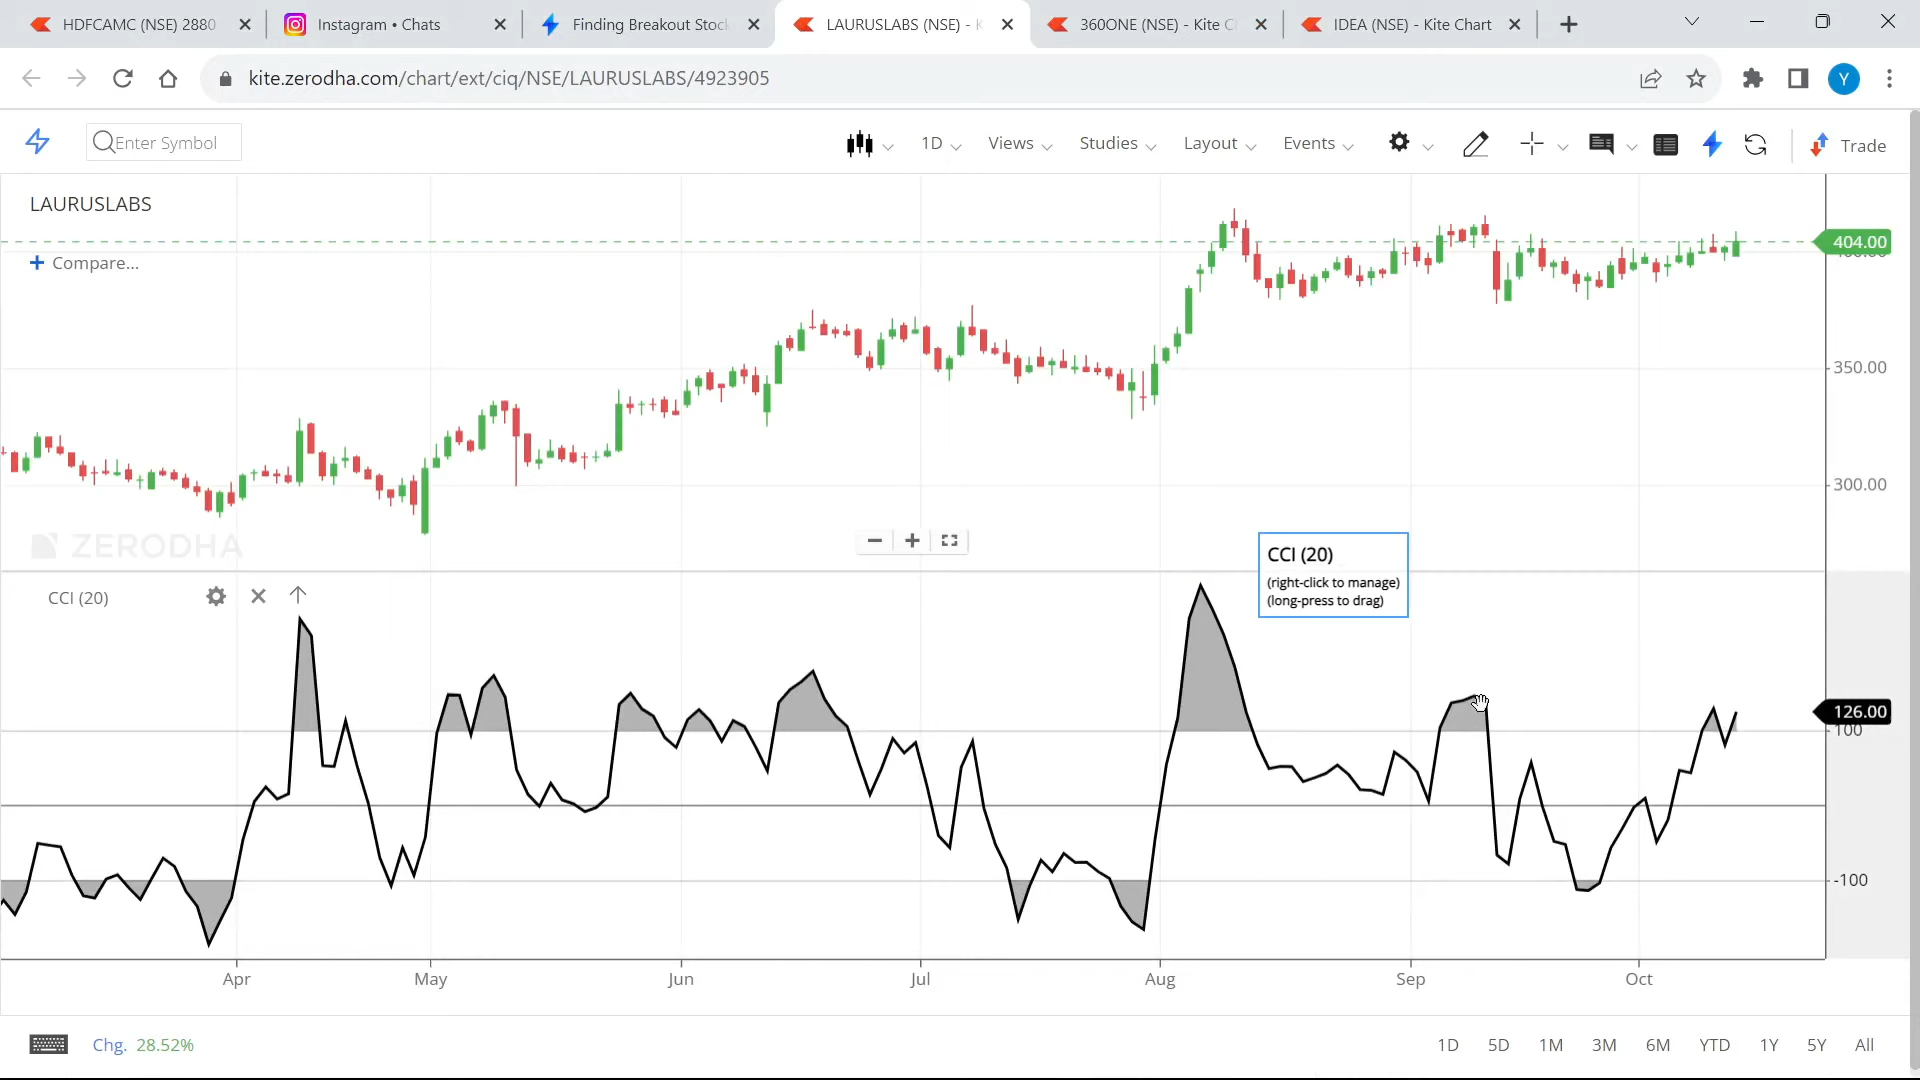 HDFCAMC (NSE) 2880
Instagram • Chats
Finding Breakout Stock
LAURUSLABS (NSE) - K
360ONE (NSE) - Kite C
IDEA (NSE) - Kite Chart
kite.zerodha.com/chart/ext/ciq/NSE/LAURUSLABS/4923905
Y
Enter Symbol
1D
Views
Studies
Layout
Events
Trade
LAURUSLABS
+ Compare...
404.00
400.00
350.00
300.00
ZERODHA
CCI (20)
(right-click to manage)
(long-press to drag)
CCI (20)
126.00
100
-100
Apr
May
Jun
Jul
Aug
Sep
Oct
Chg. 28.52%
1D
5D
1M
3M
6M
YTD
1Y
5Y
All